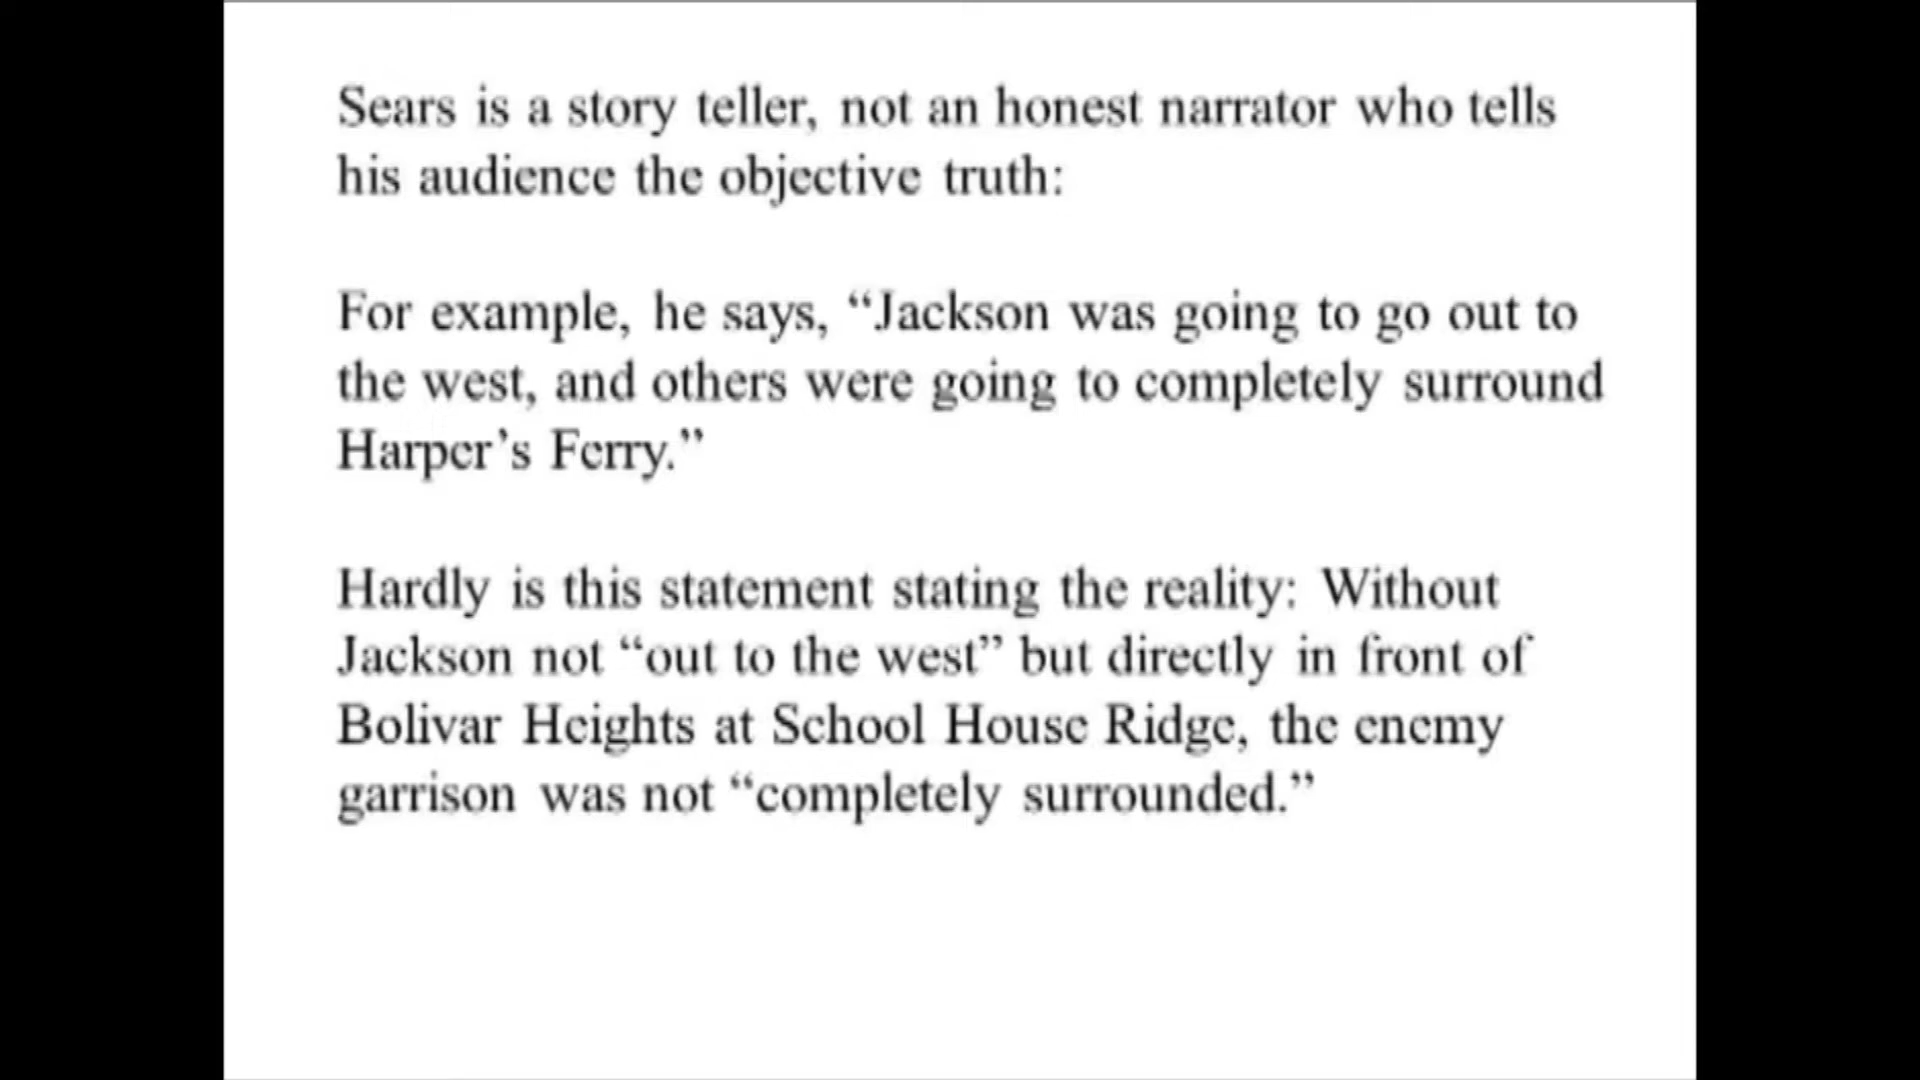 Sears is a story teller, not an honest narrator who tells
his audience the objective truth:
For example, he says, “Jackson was going to go out to
the west, and others were going to completely surround
Harper’s Ferry.”
Hardly is this statement stating the reality: Without
Jackson not “out to the west” but directly in front of
Bolivar Heights at School House Ridge, the enemy
garrison was not “completely surrounded.”